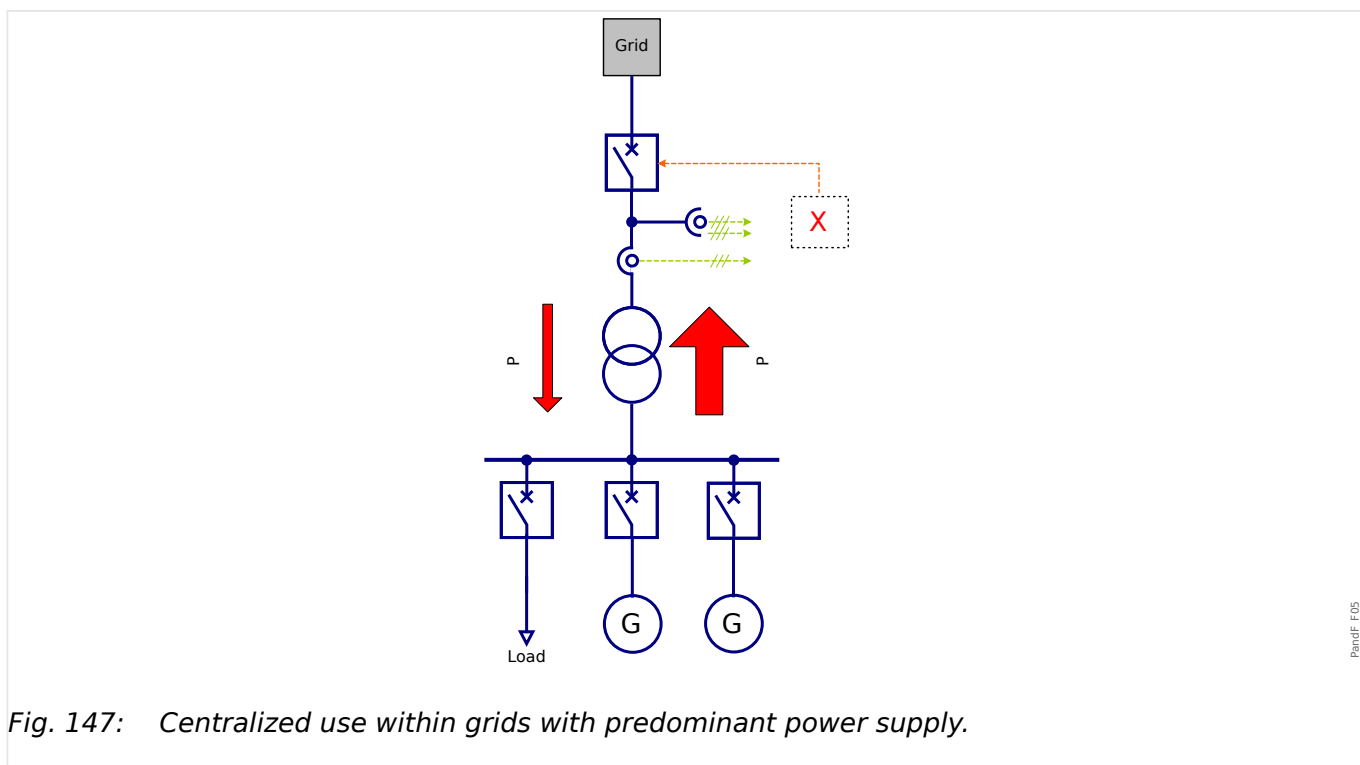 Grid
X
P
P
G
G
Load
PandF_F05
Fig. 147: Centralized use within grids with predominant power supply.